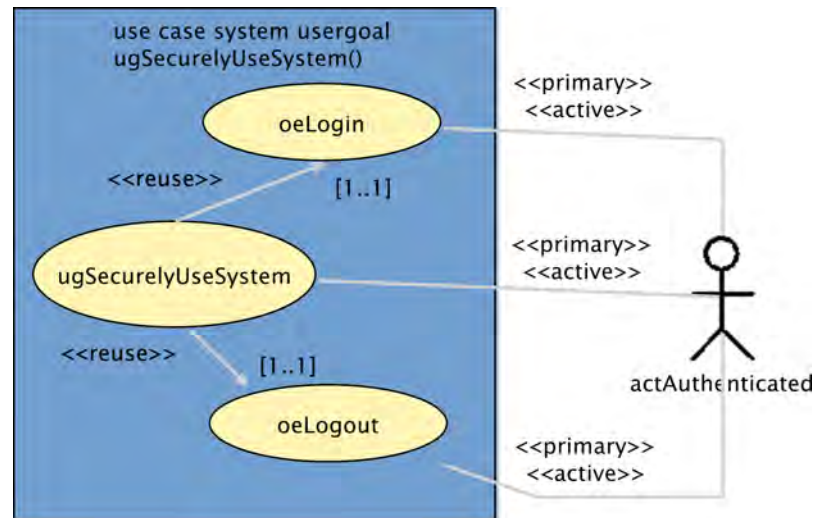 use case system usergoal
ugSecurelyUseSystem()
<<primary>>
<<active>>
oeLogin
<<reuse>>
[1..1]
<<primary>>
<<active>>
ugSecurelyUseSystem
<<reuse>>
[1..1]
actAuthenticated
oeLogout
<<primary>>
<<active>>